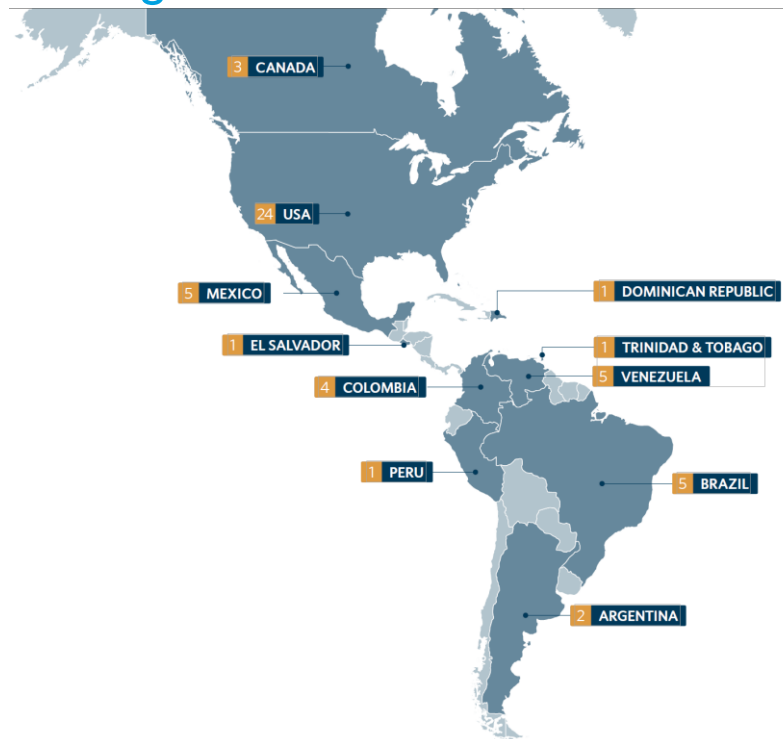 3 CANADA
24 USA
5 MEXICO
1 DOMINICAN REPUBLIC
1 EL SALVADOR
1 TRINIDAD & TOBAGO
5 VENEZUELA
4 COLOMBIA
1 PERU
5 BRAZIL
2 ARGENTINA